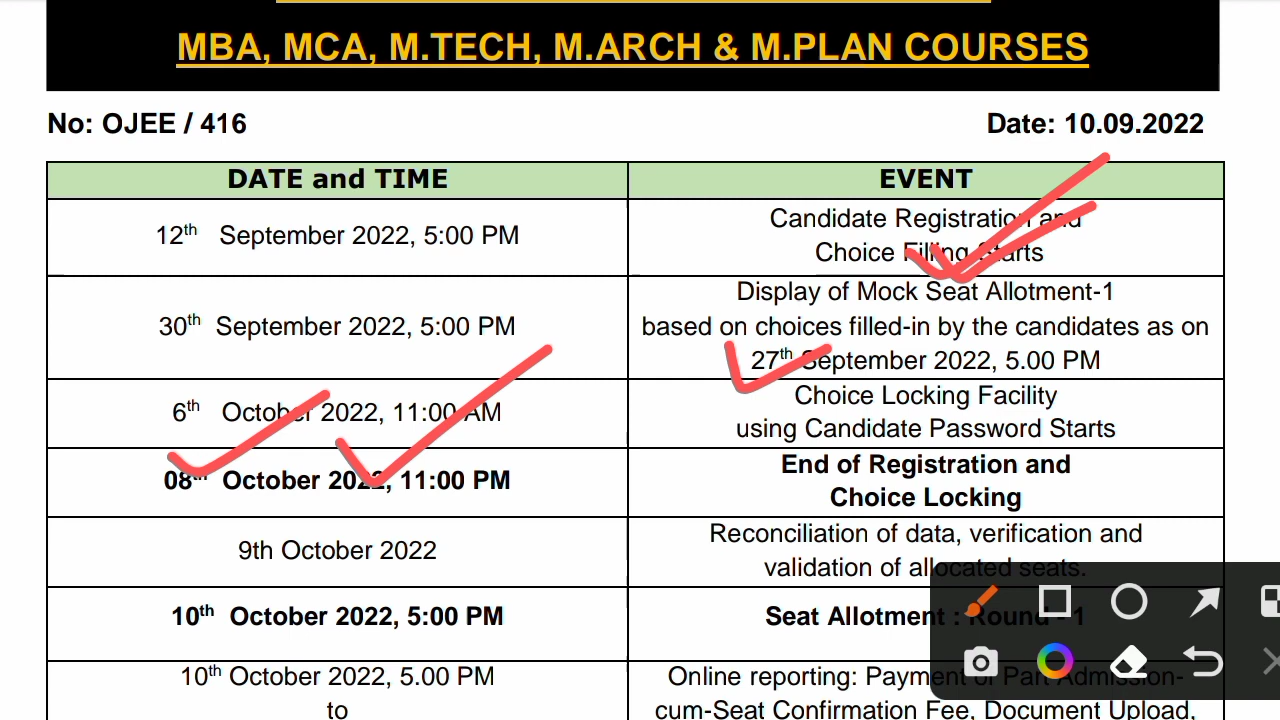 MBA, MCA, M.TECH, M.ARCH & M.PLAN COURSES
No: OJEE / 416
Date: 10.09.2022
DATE and TIME
EVENT
12th September 2022, 5:00 PM
Candidate Registration and
Choice Filling Starts
30th September 2022, 5:00 PM
Display of Mock Seat Allotment-1
based on choices filled-in by the candidates as on
27th September 2022, 5.00 PM
6th October 2022, 11:00 AM
Choice Locking Facility
using Candidate Password Starts
08th October 2022, 11:00 PM
End of Registration and
Choice Locking
9th October 2022
Reconciliation of data, verification and
validation of allocated seats.
10th October 2022, 5:00 PM
Seat Allotment : Round - 1
10th October 2022, 5.00 PM
to
Online reporting: Payment of Part Admission-
cum-Seat Confirmation Fee, Document Upload,